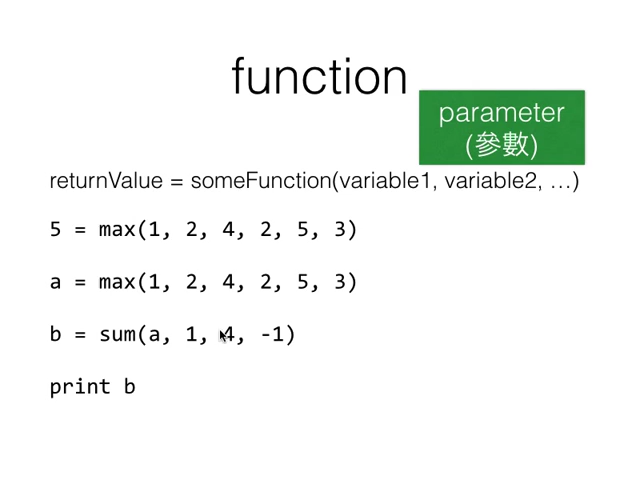 function
parameter
(參數)
returnValue = someFunction(variable1, variable2, …)
5 = max(1, 2, 4, 2, 5, 3)
a = max(1, 2, 4, 2, 5, 3)
b = sum(a, 1, 4, -1)
print b